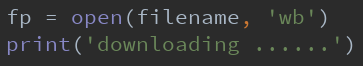 fp = open(filename, 'wb')
print('downloading ......')